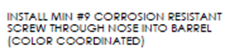 INSTALL MIN #9 CORROSION RESISTANT
SCREW THROUGH NOSE INTO BARREL
(COLOR COORDINATED)